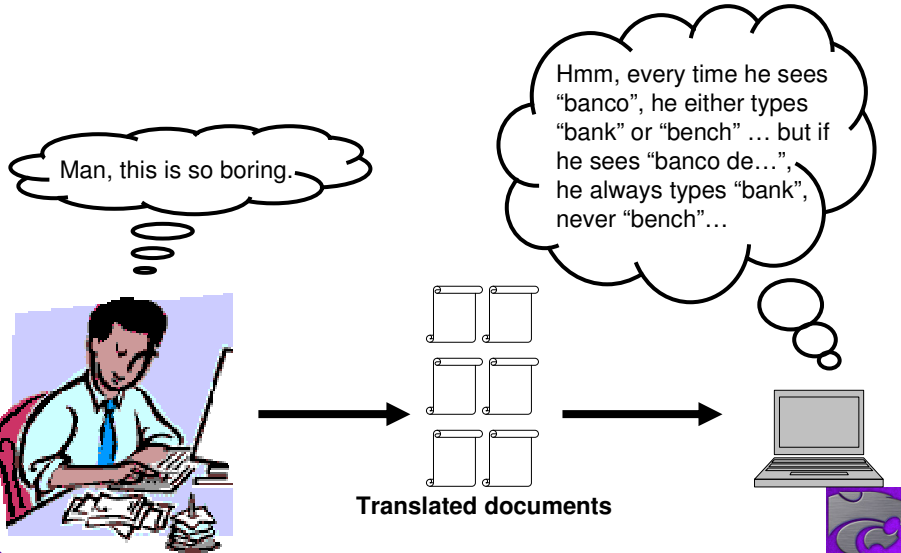 Man, this is so boring.
Hmm, every time he sees
“banco”, he either types
“bank” or “bench” … but if
he sees “banco de…”,
he always types “bank”,
never “bench”…
Translated documents